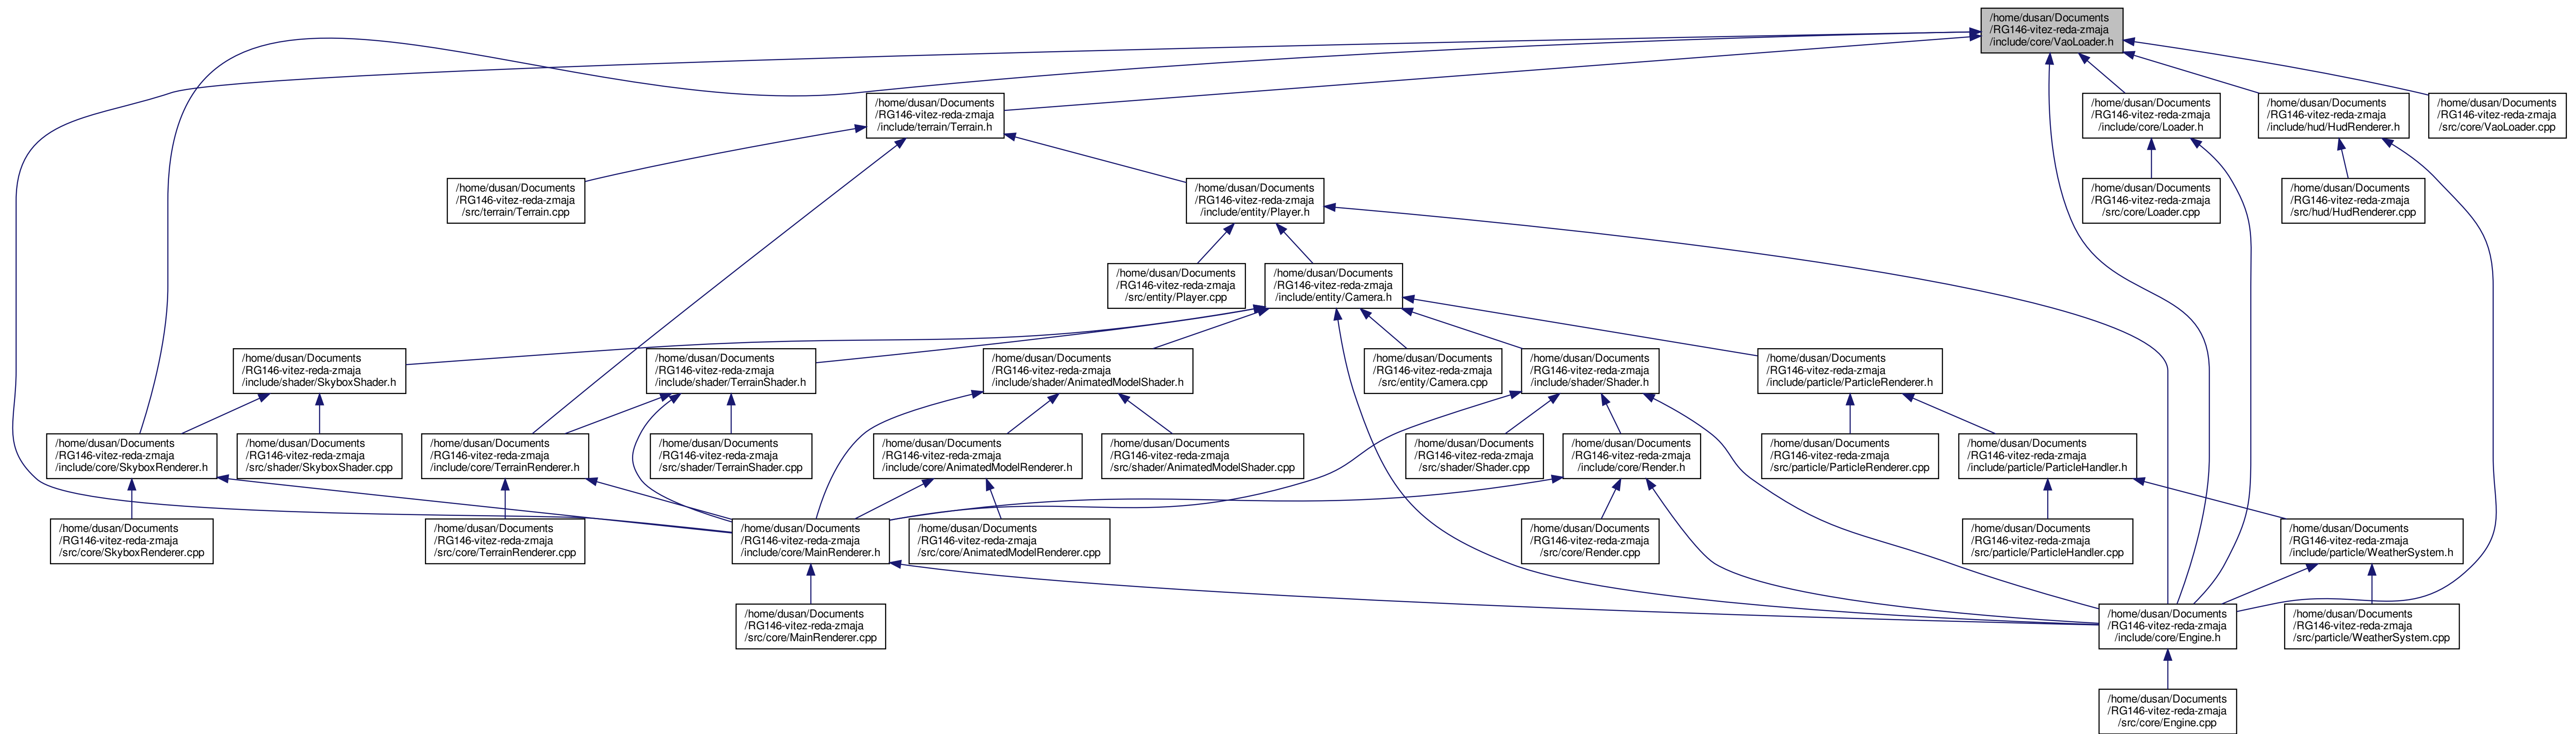 /home/dusan/Documents
/RG146-vitez-reda-zmaja
/include/core/VaoLoader.h
/home/dusan/Documents
/RG146-vitez-reda-zmaja
/include/terrain/Terrain.h
/home/dusan/Documents
/RG146-vitez-reda-zmaja
/include/core/Loader.h
/home/dusan/Documents
/RG146-vitez-reda-zmaja
/include/hud/HudRenderer.h
/home/dusan/Documents
/RG146-vitez-reda-zmaja
/src/core/VaoLoader.cpp
/home/dusan/Documents
/RG146-vitez-reda-zmaja
/src/terrain/Terrain.cpp
/home/dusan/Documents
/RG146-vitez-reda-zmaja
/include/entity/Player.h
/home/dusan/Documents
/RG146-vitez-reda-zmaja
/src/core/Loader.cpp
/home/dusan/Documents
/RG146-vitez-reda-zmaja
/src/hud/HudRenderer.cpp
/home/dusan/Documents
/RG146-vitez-reda-zmaja
/src/entity/Player.cpp
/home/dusan/Documents
/RG146-vitez-reda-zmaja
/include/entity/Camera.h
/home/dusan/Documents
/RG146-vitez-reda-zmaja
/include/shader/SkyboxShader.h
/home/dusan/Documents
/RG146-vitez-reda-zmaja
/include/shader/TerrainShader.h
/home/dusan/Documents
/RG146-vitez-reda-zmaja
/include/shader/AnimatedModelShader.h
/home/dusan/Documents
/RG146-vitez-reda-zmaja
/src/entity/Camera.cpp
/home/dusan/Documents
/RG146-vitez-reda-zmaja
/include/shader/Shader.h
/home/dusan/Documents
/RG146-vitez-reda-zmaja
/include/particle/ParticleRenderer.h
/home/dusan/Documents
/RG146-vitez-reda-zmaja
/include/core/SkyboxRenderer.h
/home/dusan/Documents
/RG146-vitez-reda-zmaja
/src/shader/SkyboxShader.cpp
/home/dusan/Documents
/RG146-vitez-reda-zmaja
/include/core/TerrainRenderer.h
/home/dusan/Documents
/RG146-vitez-reda-zmaja
/src/shader/TerrainShader.cpp
/home/dusan/Documents
/RG146-vitez-reda-zmaja
/include/core/AnimatedModelRenderer.h
/home/dusan/Documents
/RG146-vitez-reda-zmaja
/src/shader/AnimatedModelShader.cpp
/home/dusan/Documents
/RG146-vitez-reda-zmaja
/src/shader/Shader.cpp
/home/dusan/Documents
/RG146-vitez-reda-zmaja
/include/core/Render.h
/home/dusan/Documents
/RG146-vitez-reda-zmaja
/src/particle/ParticleRenderer.cpp
/home/dusan/Documents
/RG146-vitez-reda-zmaja
/include/particle/ParticleHandler.h
/home/dusan/Documents
/RG146-vitez-reda-zmaja
/src/core/SkyboxRenderer.cpp
/home/dusan/Documents
/RG146-vitez-reda-zmaja
/src/core/TerrainRenderer.cpp
/home/dusan/Documents
/RG146-vitez-reda-zmaja
/include/core/MainRenderer.h
/home/dusan/Documents
/RG146-vitez-reda-zmaja
/src/core/AnimatedModelRenderer.cpp
/home/dusan/Documents
/RG146-vitez-reda-zmaja
/src/core/Render.cpp
/home/dusan/Documents
/RG146-vitez-reda-zmaja
/src/particle/ParticleHandler.cpp
/home/dusan/Documents
/RG146-vitez-reda-zmaja
/include/particle/WeatherSystem.h
/home/dusan/Documents
/RG146-vitez-reda-zmaja
/src/core/MainRenderer.cpp
/home/dusan/Documents
/RG146-vitez-reda-zmaja
/include/core/Engine.h
/home/dusan/Documents
/RG146-vitez-reda-zmaja
/src/particle/WeatherSystem.cpp
/home/dusan/Documents
/RG146-vitez-reda-zmaja
/src/core/Engine.cpp